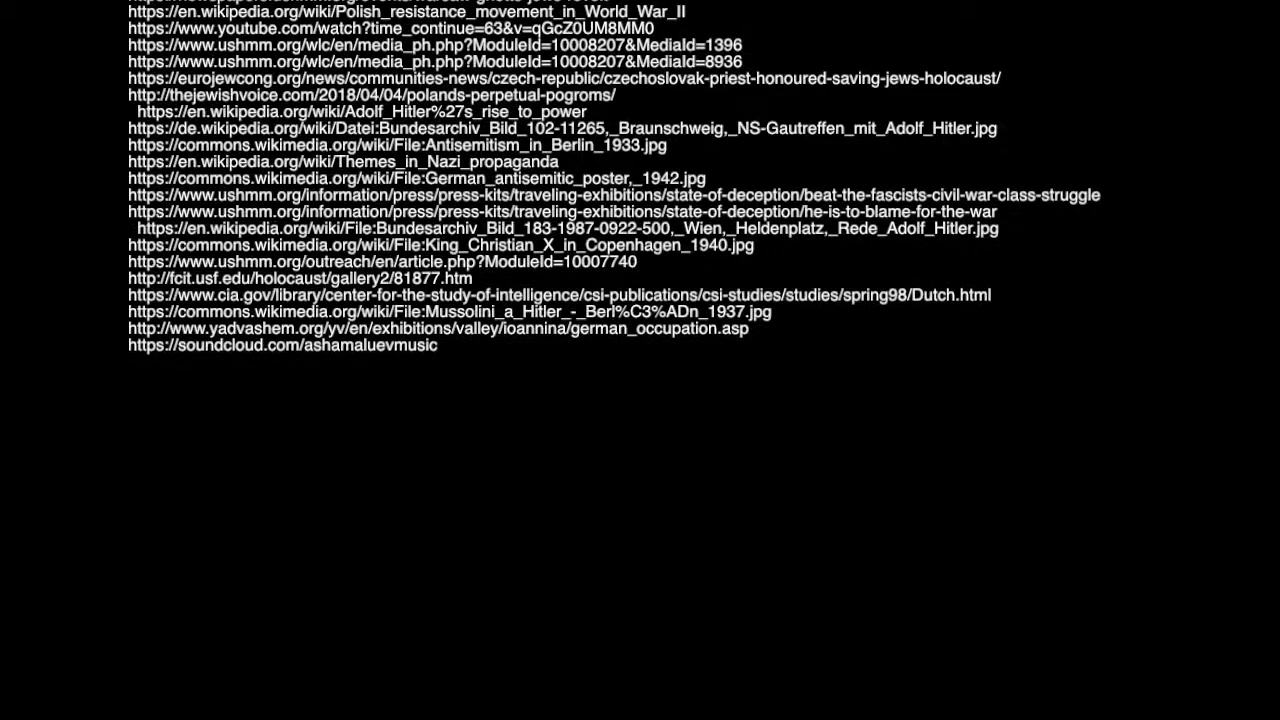 https://en.wikipedia.org/wiki/Polish_resistance_movement_in_World_War_II
https://www.youtube.com/watch?time_continue=63&v=qGcZ0UM8MM0
https://www.ushmm.org/wlc/en/media_ph.php?ModuleId=10008207&MediaId=1396
https://www.ushmm.org/wlc/en/media_ph.php?ModuleId=10008207&MediaId=8936
https://eurojewcong.org/news/communities-news/czech-republic/czechoslovak-priest-honoured-saving-jews-holocaust/
http://thejewishvoice.com/2018/04/04/polands-perpetual-pogroms/
https://en.wikipedia.org/wiki/Adolf_Hitler%27s_rise_to_power
https://de.wikipedia.org/wiki/Datei:Bundesarchiv_Bild_102-11265,_Braunschweig,_NS-Gautreffen_mit_Adolf_Hitler.jpg
https://commons.wikimedia.org/wiki/File:Antisemitism_in_Berlin_1933.jpg
https://en.wikipedia.org/wiki/Themes_in_Nazi_propaganda
https://commons.wikimedia.org/wiki/File:German_antisemitic_poster,_1942.jpg
https://www.ushmm.org/information/press/press-kits/traveling-exhibitions/state-of-deception/beat-the-fascists-civil-war-class-struggle
https://www.ushmm.org/information/press/press-kits/traveling-exhibitions/state-of-deception/he-is-to-blame-for-the-war
https://en.wikipedia.org/wiki/File:Bundesarchiv_Bild_183-1987-0922-500,_Wien,_Heldenplatz,_Rede_Adolf_Hitler.jpg
https://commons.wikimedia.org/wiki/File:King_Christian_X_in_Copenhagen_1940.jpg
https://www.ushmm.org/outreach/en/article.php?ModuleId=10007740
http://fcit.usf.edu/holocaust/gallery2/81877.htm
https://www.cia.gov/library/center-for-the-study-of-intelligence/csi-publications/csi-studies/studies/spring98/Dutch.html
https://commons.wikimedia.org/wiki/File:Mussolini_a_Hitler_-_Berl%C3%ADn_1937.jpg
http://www.yadvashem.org/yv/en/exhibitions/valley/ioannina/german_occupation.asp
https://soundcloud.com/ashamaluevmusic